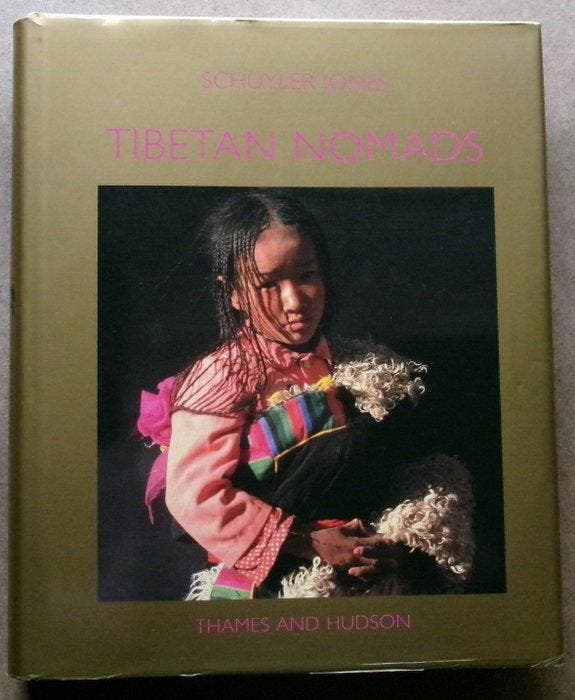 SCHUYLER JONES
TIBETAN NOMADS
THAMES AND HUDSON